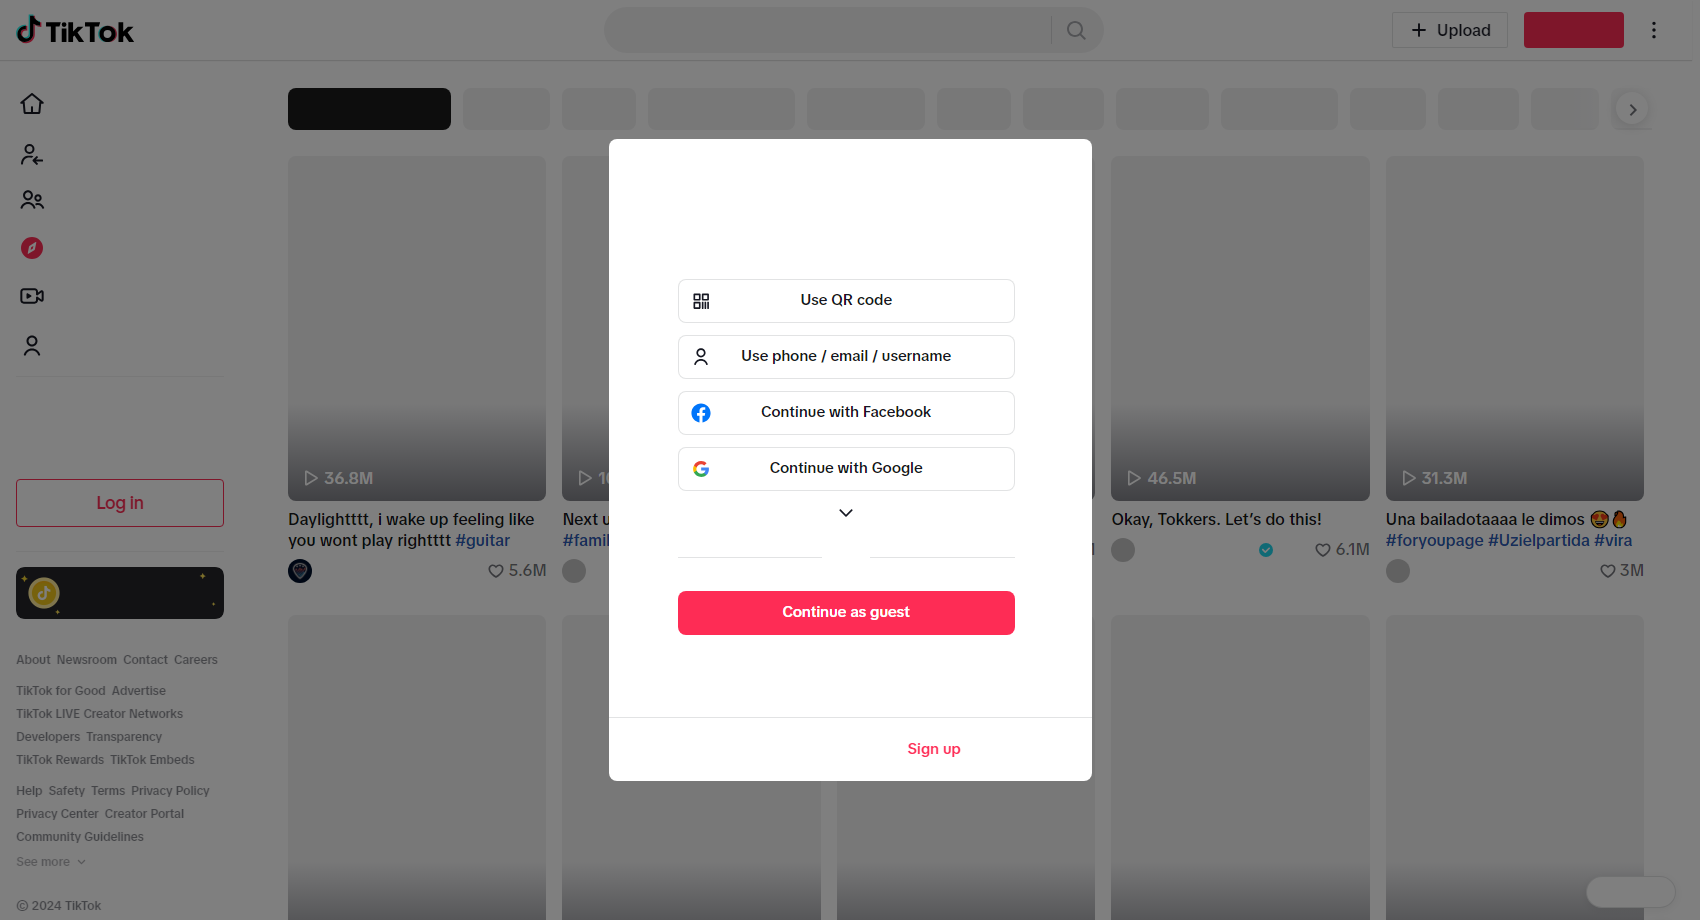 TikTok
Upload
Use QR code
Use phone / email / username
Continue with Facebook
Continue with Google
Continue as guest
Sign up
Log in
About Newsroom Contact Careers
TikTok for Good Advertise
TikTok LIVE Creator Networks
Developers Transparency
TikTok Rewards TikTok Embeds
Help Safety Terms Privacy Policy
Privacy Center Creator Portal
Community Guidelines
See more
© 2024 TikTok
36.8M
Daylightttt, i wake up feeling like
you wont play rightttt #guitar
5.6M
Next u
46.5M
Okay, Tokkers. Let's do this!
6.1M
31.3M
Una bailadotaaaa le dimos 😍🔥
#foryoupage #Uzielpartida #vira
3M